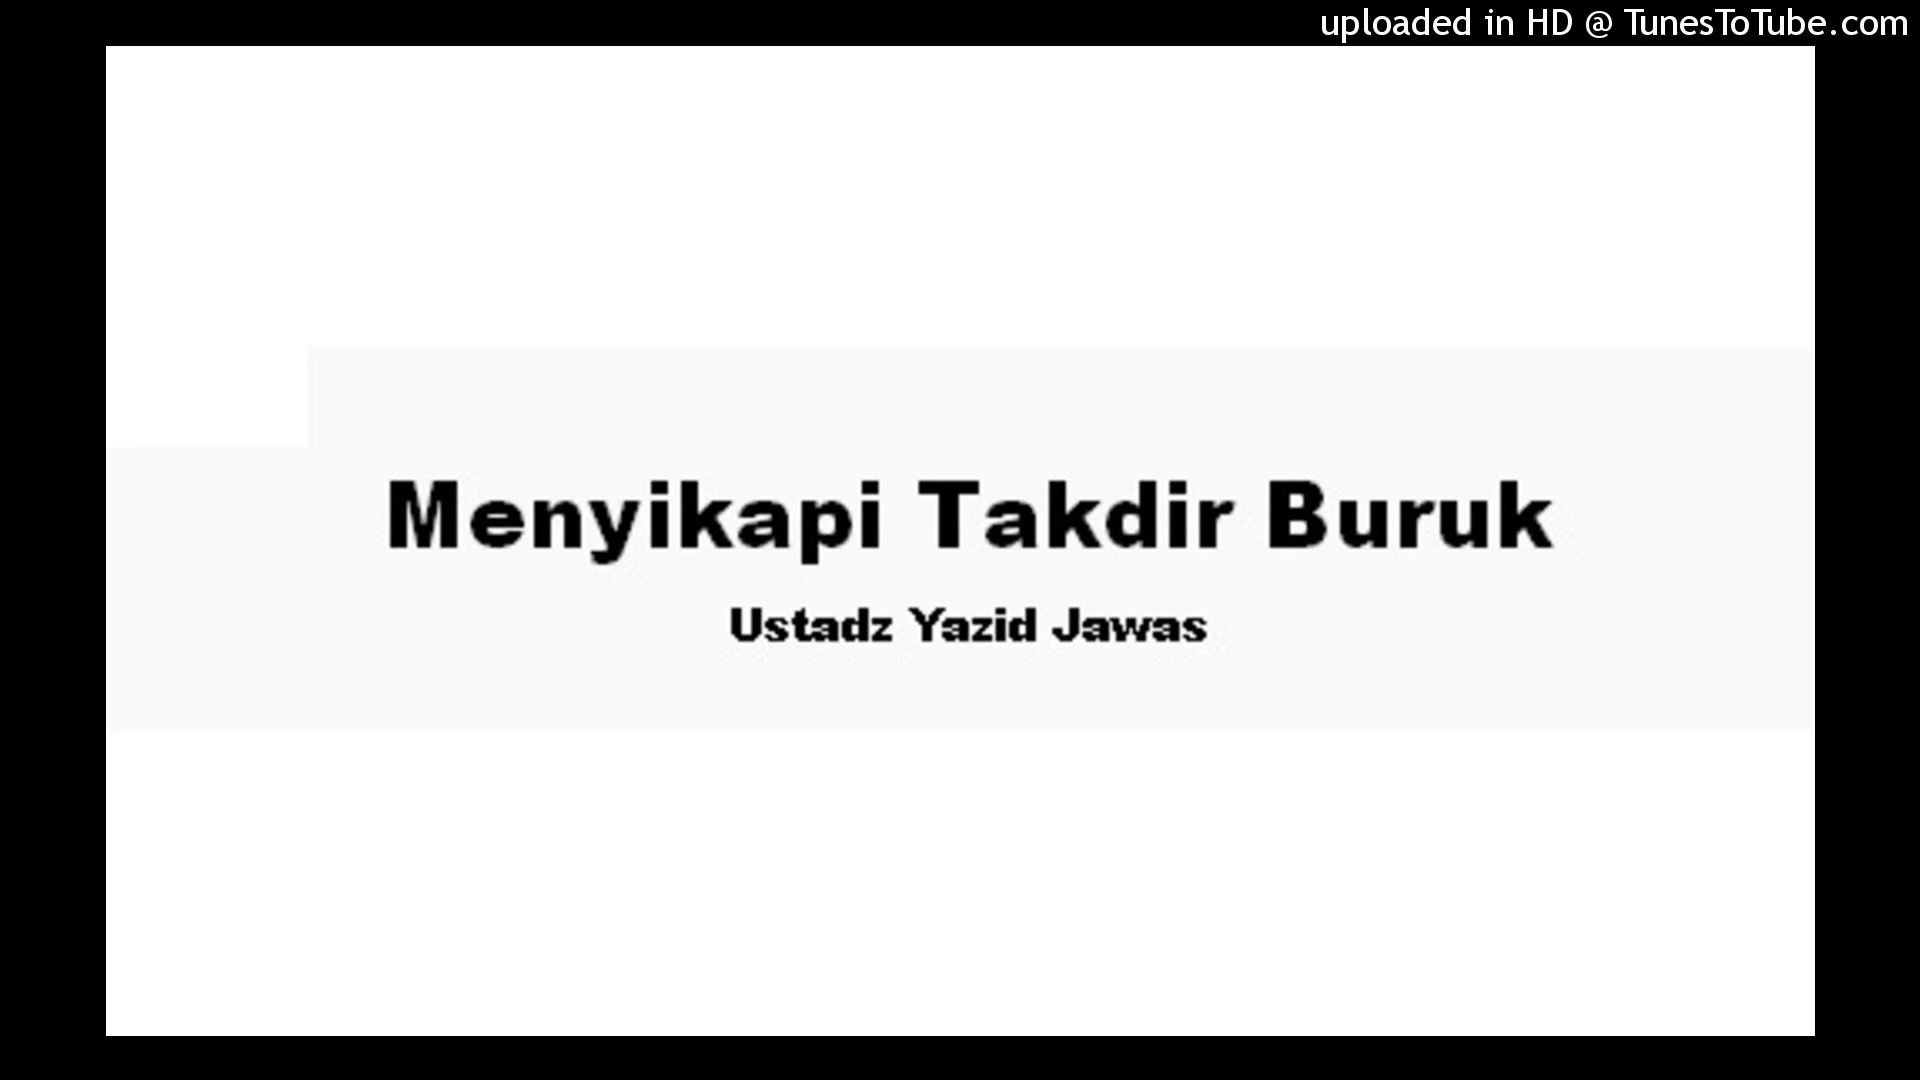 uploaded in HD @ TunesToTube.com
Menyikapi Takdir Buruk
Ustadz Yazid Jawas